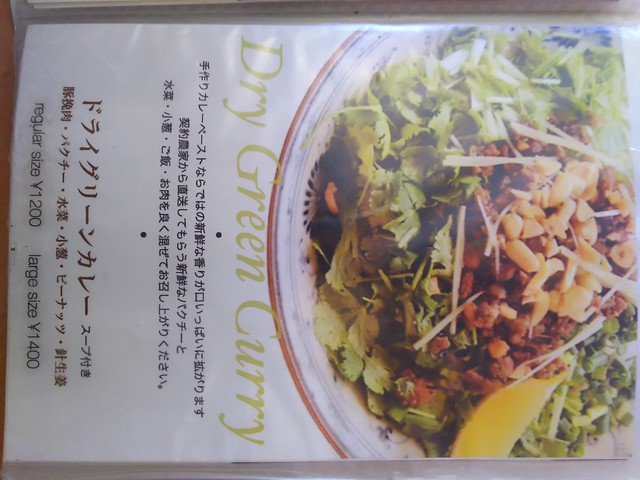 Dry Green Curry
手作りカレーペーストならではの新鮮な香りが口いっぱいに拡がります
契約農家から直送してもらう新鮮なパクチーと
水菜・小葱・ご飯・お肉を良く混ぜてお召し上がりください。
ドライグリーンカレー スープ付き
豚挽肉・パクチー・水菜・小葱・ピーナッツ・針生姜
regular size ¥1200 large size ¥1400